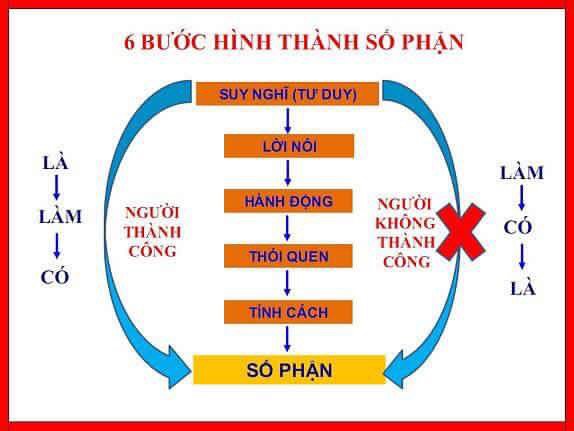 6 BƯỚC HÌNH THÀNH SỐ PHẬN
SUY NGHĨ (TƯ DUY)
LỜI NÓI
HÀNH ĐỘNG
THÓI QUEN
TÍNH CÁCH
SỐ PHẬN
LÀ
LÀM
CÓ
NGƯỜI
THÀNH
CÔNG
NGƯỜI
KHÔNG
THÀNH
CÔNG
LÀM
CÓ
LÀ